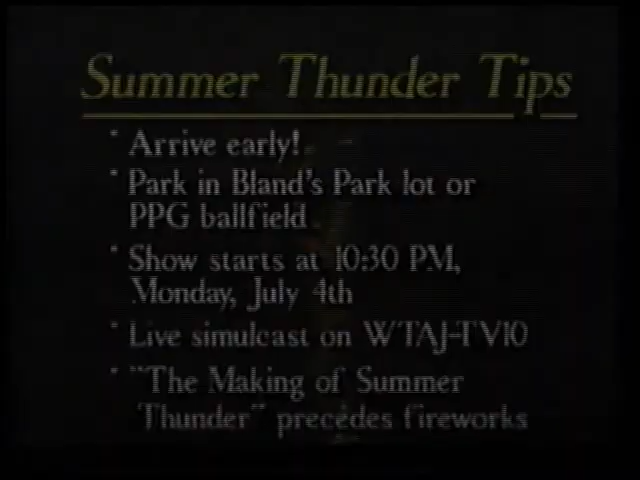 Summer Thunder Tips
* Arrive early!
* Park in Bland's Park lot or
PPG ballfield
* Show starts at 10:30 PM,
Monday, July 4th
* Live simulcast on WTAJ-TV10
* "The Making of Summer
Thunder" precedes fireworks